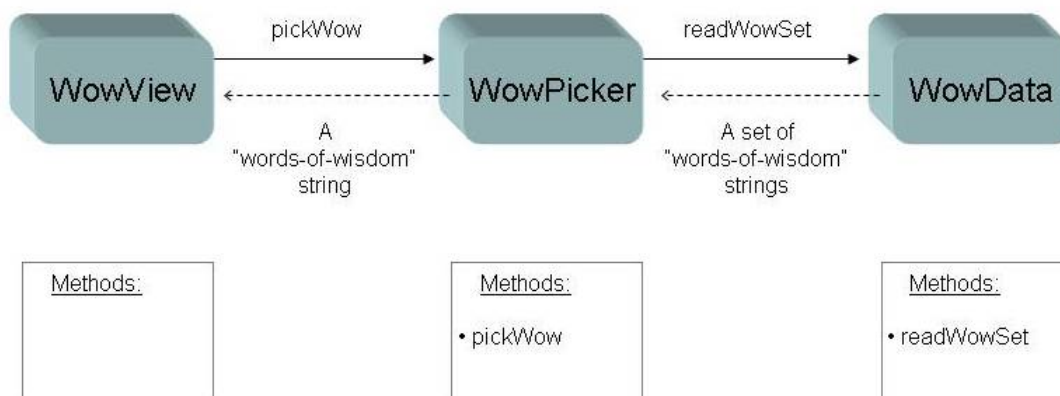 pickWow
readWowSet
WowView
WowPicker
WowData
A
"words-of-wisdom"
string
A set of
"words-of-wisdom"
strings
Methods:
Methods:
• pickWow
Methods:
• readWowSet